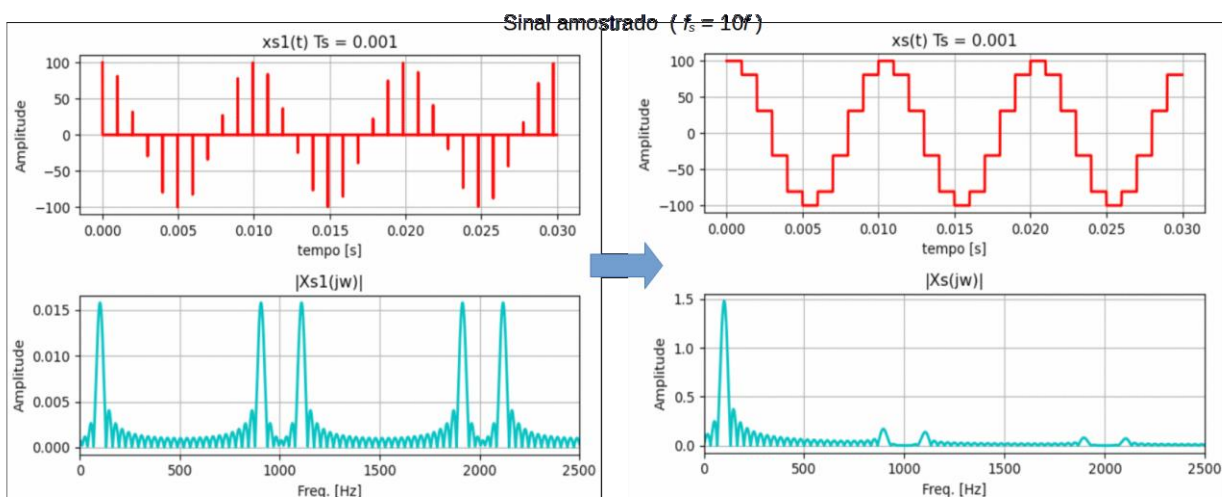 Sinal amostrado ( fs = 10f )
xs1(t) Ts = 0.001
Amplitude
100
50
0
−50
−100
0.000 0.005 0.010 0.015 0.020 0.025 0.030
tempo [s]
|Xs1(jw)|
Amplitude
0.015
0.010
0.005
0.000
0 500 1000 1500 2000 2500
Freq. [Hz]
xs(t) Ts = 0.001
Amplitude
100
50
0
−50
−100
0.000 0.005 0.010 0.015 0.020 0.025 0.030
tempo [s]
|Xs(jw)|
Amplitude
1.5
1.0
0.5
0.0
0 500 1000 1500 2000 2500
Freq. [Hz]